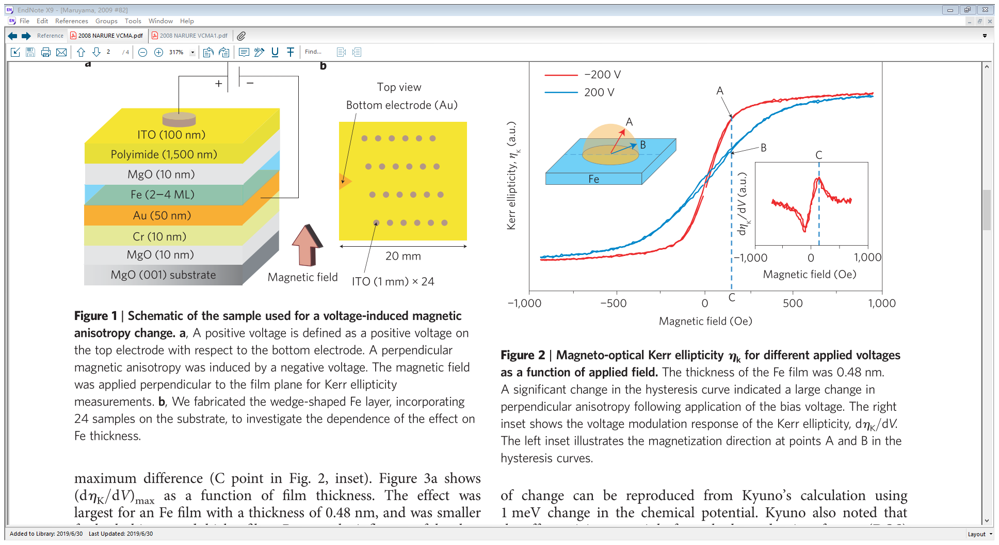 EndNote X9 - [Maruyama, 2009 #82]
File Edit References Groups Tools Window Help
Reference 2008 NARURE VCMA.pdf 2008 NARURE VCMA1.pdf
2 / 4 317% Find...
a
+ −
ITO (100 nm)
Polyimide (1,500 nm)
MgO (10 nm)
Fe (2–4 ML)
Au (50 nm)
Cr (10 nm)
MgO (10 nm)
MgO (001) substrate
Magnetic field
b
Top view
Bottom electrode (Au)
20 mm
ITO (1 mm) × 24
Figure 1 | Schematic of the sample used for a voltage-induced magnetic
anisotropy change. a, A positive voltage is defined as a positive voltage on
the top electrode with respect to the bottom electrode. A perpendicular
magnetic anisotropy was induced by a negative voltage. The magnetic field
was applied perpendicular to the film plane for Kerr ellipticity
measurements. b, We fabricated the wedge-shaped Fe layer, incorporating
24 samples on the substrate, to investigate the dependence of the effect on
Fe thickness.
maximum difference (C point in Fig. 2, inset). Figure 3a shows
(dηK/dV)max as a function of film thickness. The effect was
largest for an Fe film with a thickness of 0.48 nm, and was smaller
−200 V
200 V
A
A
B
Fe
B
C
Kerr ellipticity, ηK (a.u.)
dηK/dV (a.u.)
−1,000 0 1,000
Magnetic field (Oe)
C
−1,000 −500 0 500 1,000
Magnetic field (Oe)
Figure 2 | Magneto-optical Kerr ellipticity ηk for different applied voltages
as a function of applied field. The thickness of the Fe film was 0.48 nm.
A significant change in the hysteresis curve indicated a large change in
perpendicular anisotropy following application of the bias voltage. The right
inset shows the voltage modulation response of the Kerr ellipticity, dηK/dV.
The left inset illustrates the magnetization direction at points A and B in the
hysteresis curves.
of change can be reproduced from Kyuno's calculation using
1 meV change in the chemical potential. Kyuno also noted that
Added to Library: 2019/6/30 Last Updated: 2019/6/30
Layout